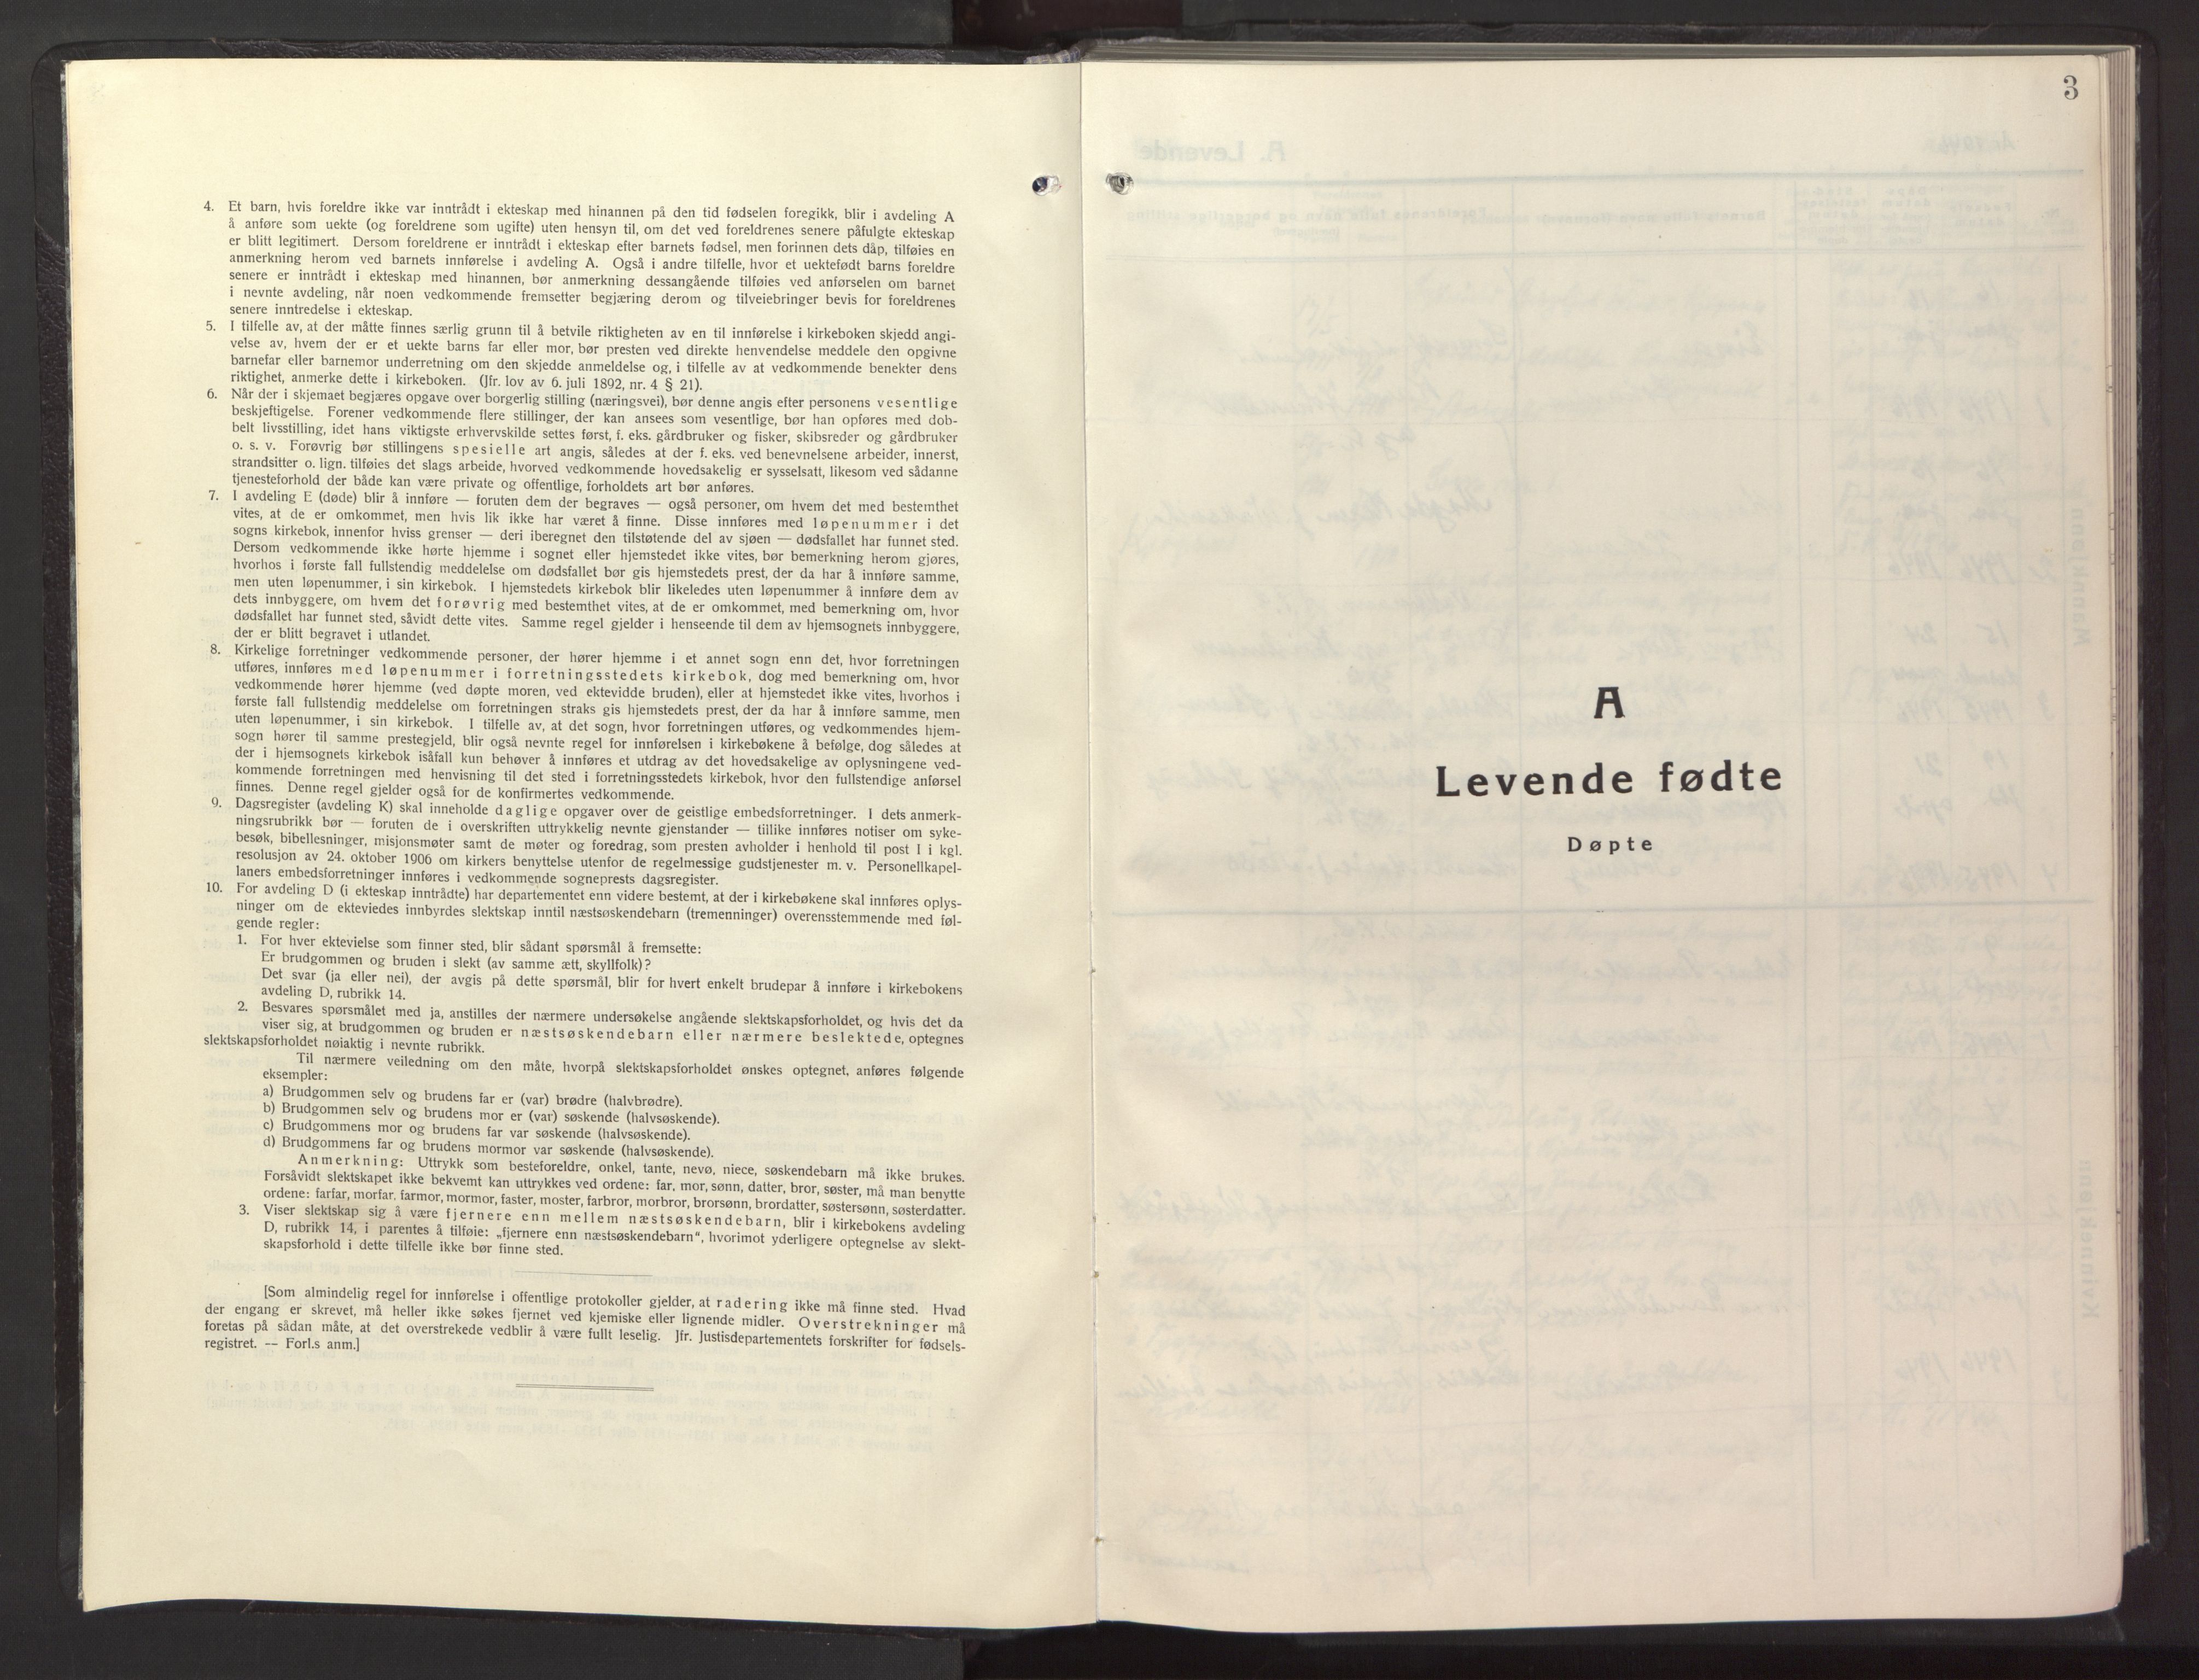 4. Et barn, hvis foreldre ikke var inntrådt i ekteskap med hinannen på den tid fødselen foregikk, blir i avdeling A
å anføre som uekte (og foreldrene som ugifte) uten hensyn til, om det ved foreldrenes senere påfulgte ekteskap
er blitt legitimert. Dersom foreldrene er inntrådt i ekteskap efter barnets fødsel, men forinnen dets dåp, tilføies en
anmerkning herom ved barnets innførelse i avdeling A. Også i andre tilfelle, hvor et uektefødt barns foreldre
senere er inntrådt i ekteskap med hinannen, bør anmerkning dessangående tilføies ved anførselen om barnet
i nevnte avdeling, når noen vedkommende fremsetter begjæring derom og tilveiebringer bevis for foreldrenes
senere inntredelse i ekteskap.
5. I tilfelle av, at der måtte finnes særlig grunn til å betvile riktigheten av en til innførelse i kirkeboken skjedd angi-
velse av, hvem der er et uekte barns far eller mor, bør presten ved direkte henvendelse meddele den opgivne
barnefar eller barnemor underretning om den skjedde anmeldelse og, i tilfelle av at vedkommende benekter dens
riktighet, anmerke dette i kirkeboken. (Jfr. lov av 6. juli 1892, nr. 4 § 21).
6. Når der i skjemaet begjæres opgave over borgerlig stilling (næringsvei), bør denne angis efter personens vesentlige
beskjeftigelse. Forener vedkommende flere stillinger, der kan ansees som vesentlige, bør han opføres med dob-
belt livsstilling, idet hans viktigste erhvervskilde settes først, f. eks. gårdbruker og fisker, skibsreder og gårdbruker
o. s. v. Forøvrig bør stillingens spesielle art angis, således at der f. eks. ved benevnelsene arbeider, innerst,
strandsitter o. lign. tilføies det slags arbeide, hvorved vedkommende hovedsakelig er sysselsatt, likesom ved sådanne
tjenesteforhold der både kan være private og offentlige, forholdets art bør anføres.
7. I avdeling E (døde) blir å innføre — foruten dem der begraves — også personer, om hvem det med bestemthet
vites, at de er omkommet, men hvis lik ikke har været å finne. Disse innføres med løpenummer i det
sogns kirkebok, innenfor hviss grenser — deri iberegnet den tilstøtende del av sjøen — dødsfallet har funnet sted.
Dersom vedkommende ikke hørte hjemme i sognet eller hjemstedet ikke vites, bør bemerkning herom gjøres,
hvorhos i første fall fullstendig meddelelse om dødsfallet bør gis hjemstedets prest, der da har å innføre samme,
men uten løpenummer, i sin kirkebok. I hjemstedets kirkebok blir likeledes uten løpenummer å innføre dem av
dets innbyggere, om hvem det forøvrig med bestemthet vites, at de er omkommet, med bemerkning om, hvor
dødsfallet har funnet sted, såvidt dette vites. Samme regel gjelder i henseende til dem av hjemsognets innbyggere,
der er blitt begravet i utlandet.
8. Kirkelige forretninger vedkommende personer, der hører hjemme i et annet sogn enn det, hvor forretningen
utføres, innføres med løpenummer i forretningsstedets kirkebok, dog med bemerkning om, hvor
vedkommende hører hjemme (ved døpte moren, ved ektevidde bruden), eller at hjemstedet ikke vites, hvorhos i
første fall fullstendig meddelelse om forretningen straks gis hjemstedets prest, der da har å innføre samme, men
uten løpenummer, i sin kirkebok. I tilfelle av, at det sogn, hvor forretningen utføres, og vedkommendes hjem-
sogn hører til samme prestegjeld, blir også nevnte regel for innførelsen i kirkebøkene å befølge, dog således at
der i hjemsognets kirkebok isåfall kun behøver å innføres et utdrag av det hovedsakelige av oplysningene ved-
kommende forretningen med henvisning til det sted i forretningsstedets kirkebok, hvor den fullstendige anførsel
finnes. Denne regel gjelder også for de konfirmertes vedkommende.
9. Dagsregister (avdeling K) skal inneholde daglige opgaver over de geistlige embedsforretninger. I dets anmerk-
ningsrubrikk bør — foruten de i overskriften uttrykkelig nevnte gjenstander — tillike innføres notiser om syke-
besøk, bibellesninger, misjonsmøter samt de møter og foredrag, som presten avholder i henhold til post I i kgl.
resolusjon av 24. oktober 1906 om kirkers benyttelse utenfor de regelmessige gudstjenester m. v. Personellkapel-
laners embedsforretninger innføres i vedkommende sogneprests dagsregister.
10. For avdeling D (i ekteskap inntrådte) har departementet enn videre bestemt, at der i kirkebøkene skal innføres oplys-
ninger om de ekteviedes innbyrdes slektskap inntil næstsøskendebarn (tremenninger) overensstemmende med føl-
gende regler:
1. For hver ektevielse som finner sted, blir sådant spørsmål å fremsette:
Er brudgommen og bruden i slekt (av samme ætt, skyllfolk)?
Det svar (ja eller nei), der avgis på dette spørsmål, blir for hvert enkelt brudepar å innføre i kirkebokens
avdeling D, rubrikk 14.
2. Besvares spørsmålet med ja, anstilles der nærmere undersøkelse angående slektskapsforholdet, og hvis det da
viser sig, at brudgommen og bruden er næstsøskendebarn eller nærmere beslektede, optegnes
slektskapsforholdet nøiaktig i nevnte rubrikk.
Til nærmere veiledning om den måte, hvorpå slektskapsforholdet ønskes optegnet, anføres følgende
eksempler:
a) Brudgommen selv og brudens far er (var) brødre (halvbrødre).
b) Brudgommen selv og brudens mor er (var) søskende (halvsøskende).
c) Brudgommens mor og brudens far var søskende (halvsøskende).
d) Brudgommens far og brudens mormor var søskende (halvsøskende).
Anmerkning: Uttrykk som besteforeldre, onkel, tante, nevø, niece, søskendebarn må ikke brukes.
Forsåvidt slektskapet ikke bekvemt kan uttrykkes ved ordene: far, mor, sønn, datter, bror, søster, må man benytte
ordene: farfar, morfar, farmor, mormor, faster, moster, farbror, morbror, brorsønn, brordatter, søstersønn, søsterdatter.
3. Viser slektskap sig å være fjernere enn mellem næstsøskendebarn, blir i kirkebokens avdeling
D, rubrikk 14, i parentes å tilføie: „fjernere enn næstsøskendebarn“, hvorimot yderligere optegnelse av slekt-
skapsforhold i dette tilfelle ikke bør finne sted.
[Som almindelig regel for innførelse i offentlige protokoller gjelder, at radering ikke må finne sted. Hvad
der engang er skrevet, må heller ikke søkes fjernet ved kjemiske eller lignende midler. Overstrekninger må
foretas på sådan måte, at det overstrekede vedblir å være fullt leselig. Jfr. Justisdepartementets forskrifter for fødsels-
registret. — Forl.s anm.]
3
A
Levende fødte
Døpte